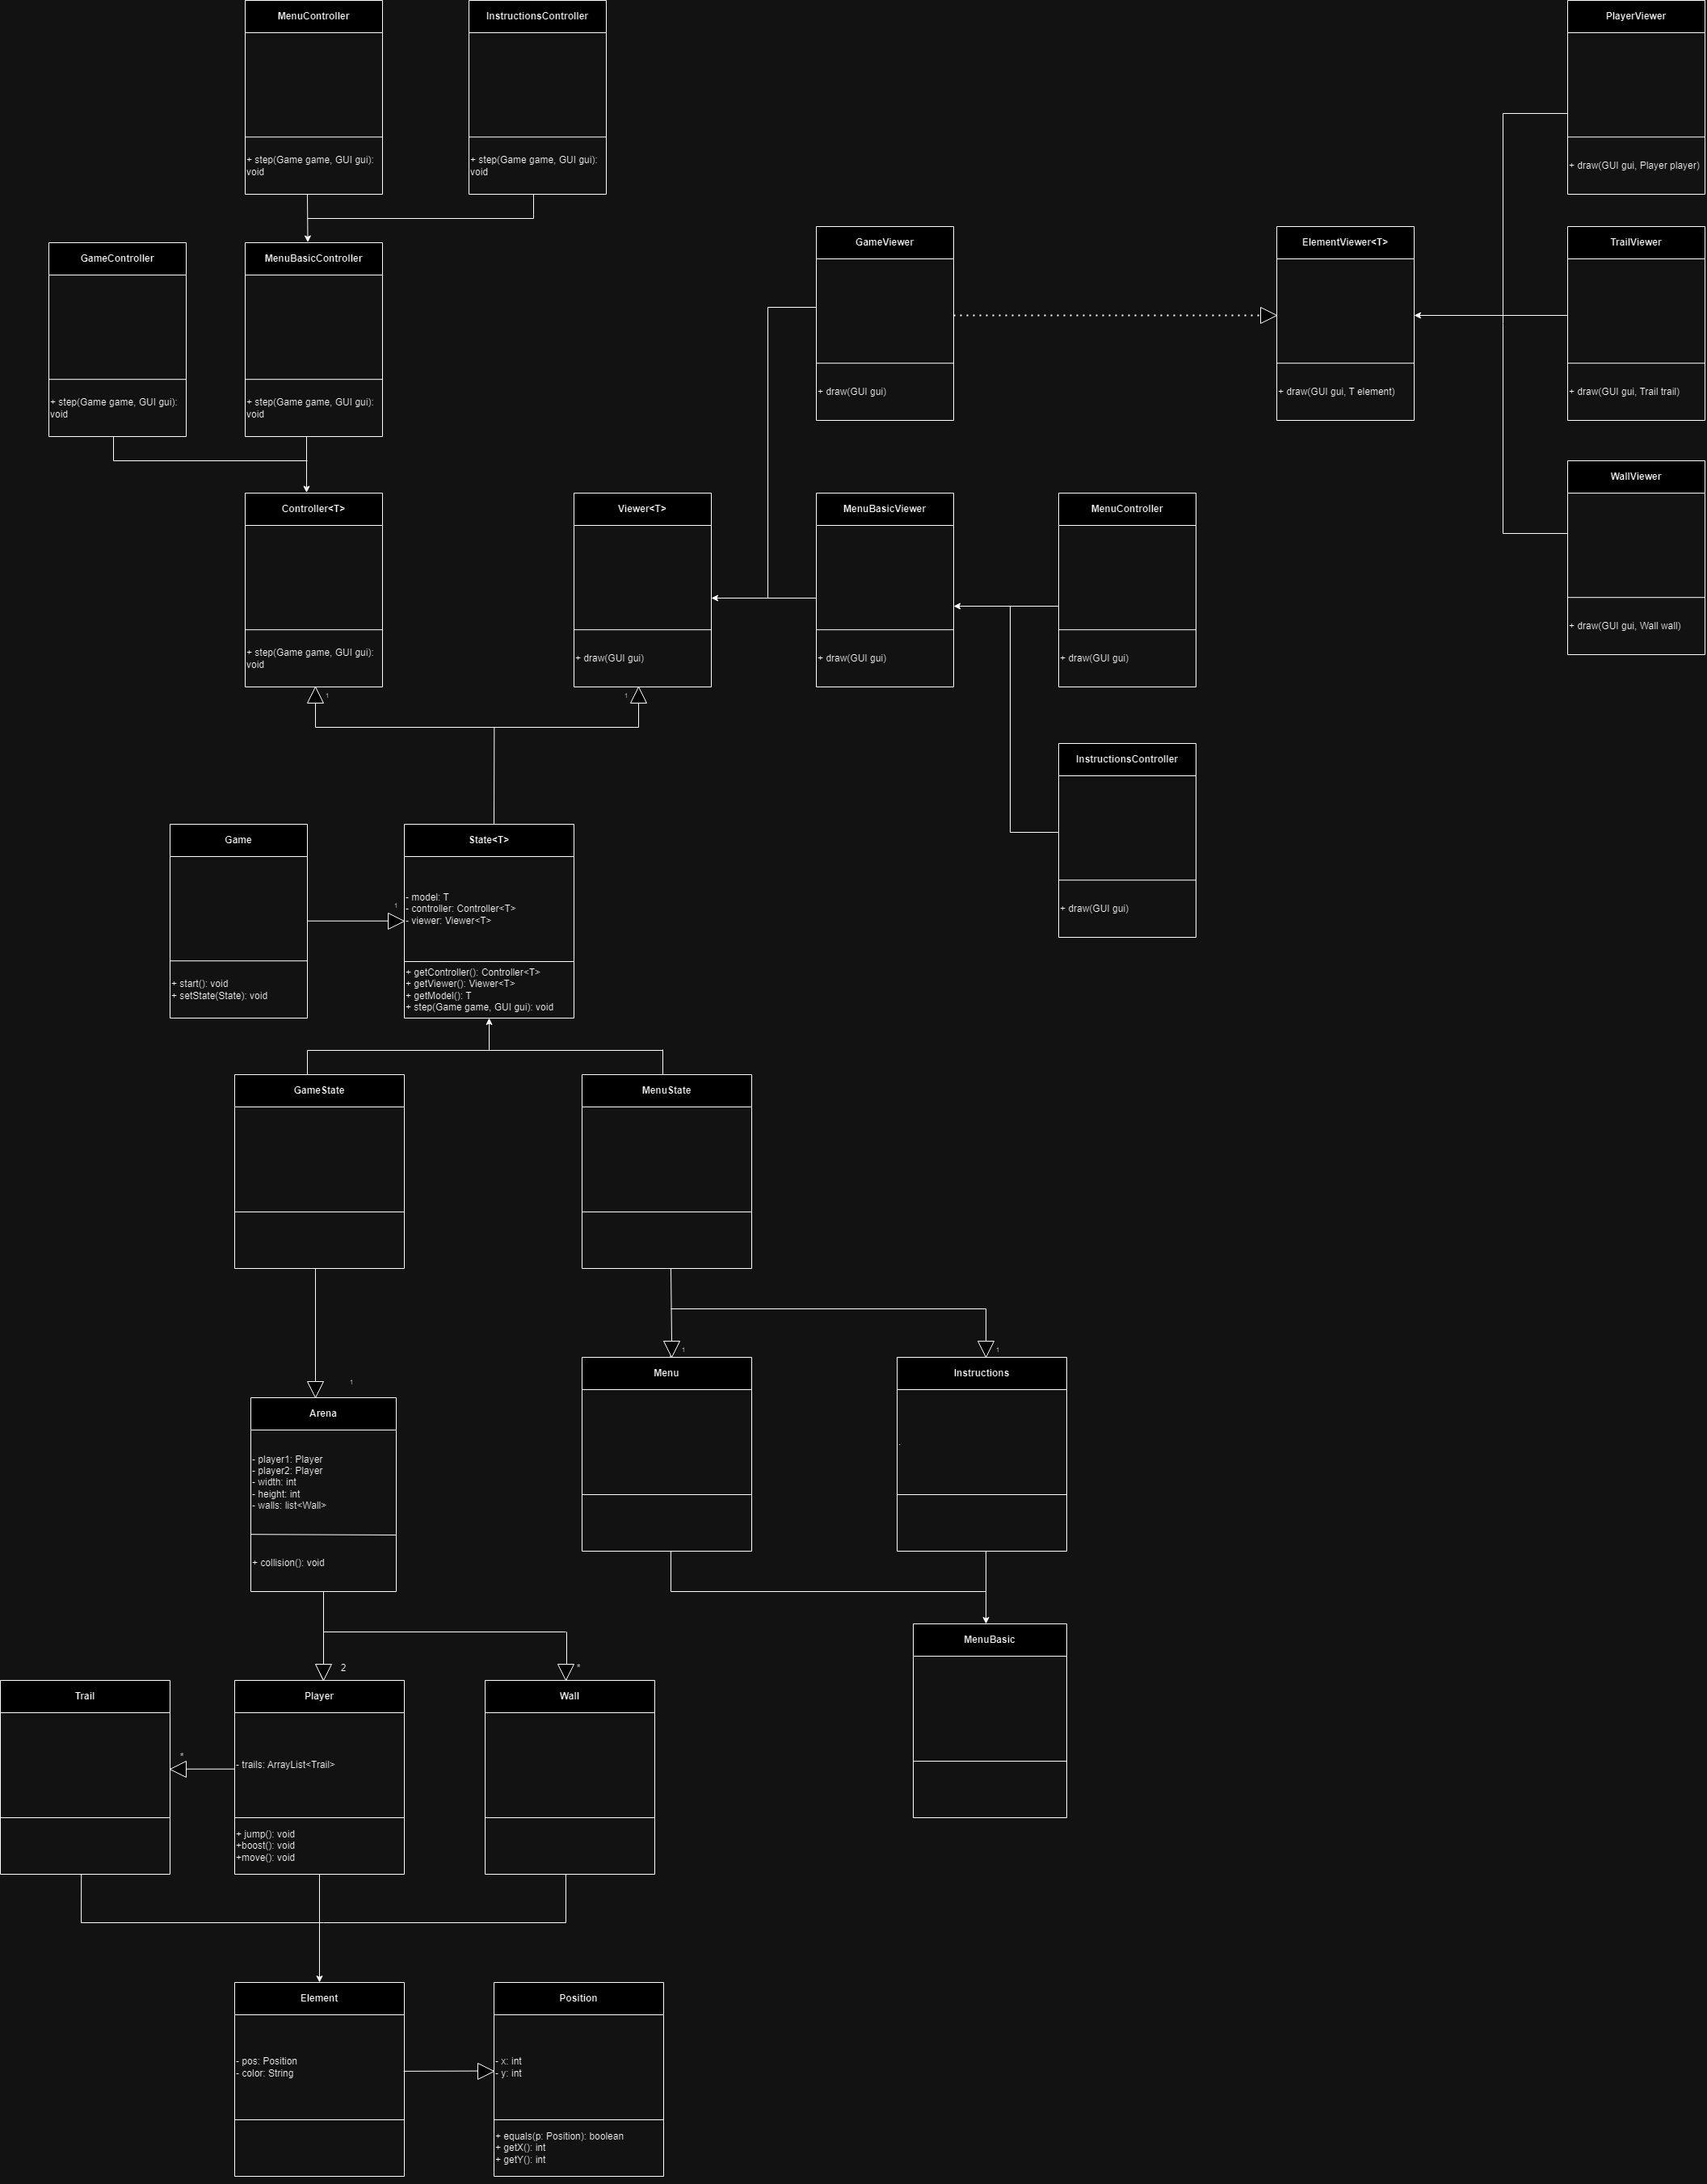 MenuController
+ step(Game game, GUI gui):
void
InstructionsController
+ step(Game game, GUI gui):
void
PlayerViewer
+ draw(GUI gui, Player player)
GameController
+ step(Game game, GUI gui):
void
MenuBasicController
+ step(Game game, GUI gui):
void
GameViewer
+ draw(GUI gui)
ElementViewer<T>
+ draw(GUI gui, T element)
TrailViewer
+ draw(GUI gui, Trail trail)
WallViewer
+ draw(GUI gui, Wall wall)
Controller<T>
+ step(Game game, GUI gui):
void
1
Viewer<T>
+ draw(GUI gui)
1
MenuBasicViewer
+ draw(GUI gui)
MenuController
+ draw(GUI gui)
InstructionsController
+ draw(GUI gui)
Game
+ start(): void
+ setState(State): void
1
State<T>
- model: T
- controller: Controller<T>
- viewer: Viewer<T>
+ getController(): Controller<T>
+ getViewer(): Viewer<T>
+ getModel(): T
+ step(Game game, GUI gui): void
GameState
MenuState
1
1
1
Menu
Instructions
.
Arena
- player1: Player
- player2: Player
- width: int
- height: int
- walls: list<Wall>
+ collision(): void
2
*
MenuBasic
Trail
*
Player
- trails: ArrayList<Trail>
+ jump(): void
+boost(): void
+move(): void
Wall
Element
- pos: Position
- color: String
Position
- x: int
- y: int
+ equals(p: Position): boolean
+ getX(): int
+ getY(): int